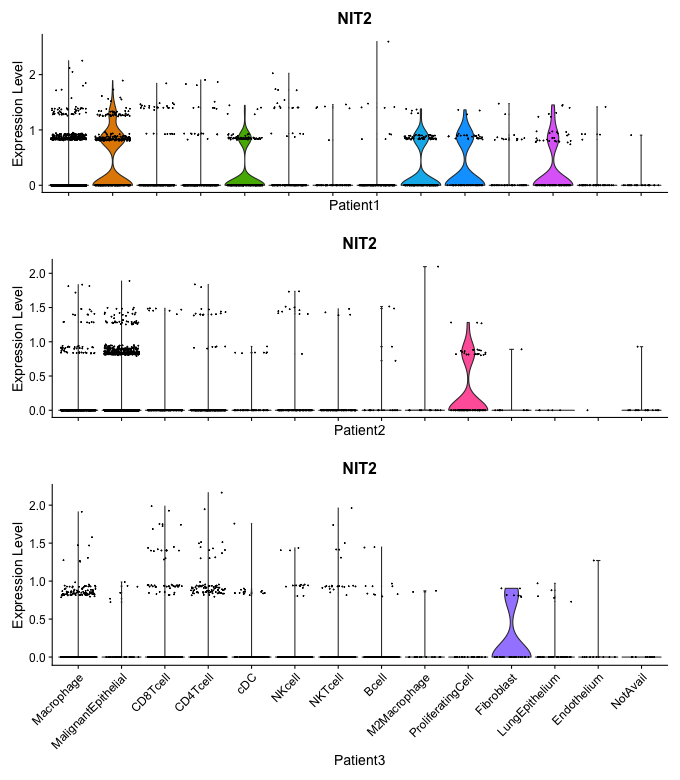 NIT2
Expression Level
2
1
0
Patient1
NIT2
Expression Level
2.0
1.5
1.0
0.5
0.0
Patient2
NIT2
Expression Level
2.0
1.5
1.0
0.5
0.0
Macrophage
MalignantEpithelial
CD8Tcell
CD4Tcell
cDC
NKcell
NKTcell
Bcell
M2Macrophage
ProliferatingCell
Fibroblast
LungEpithelium
Endothelium
NotAvail
Patient3